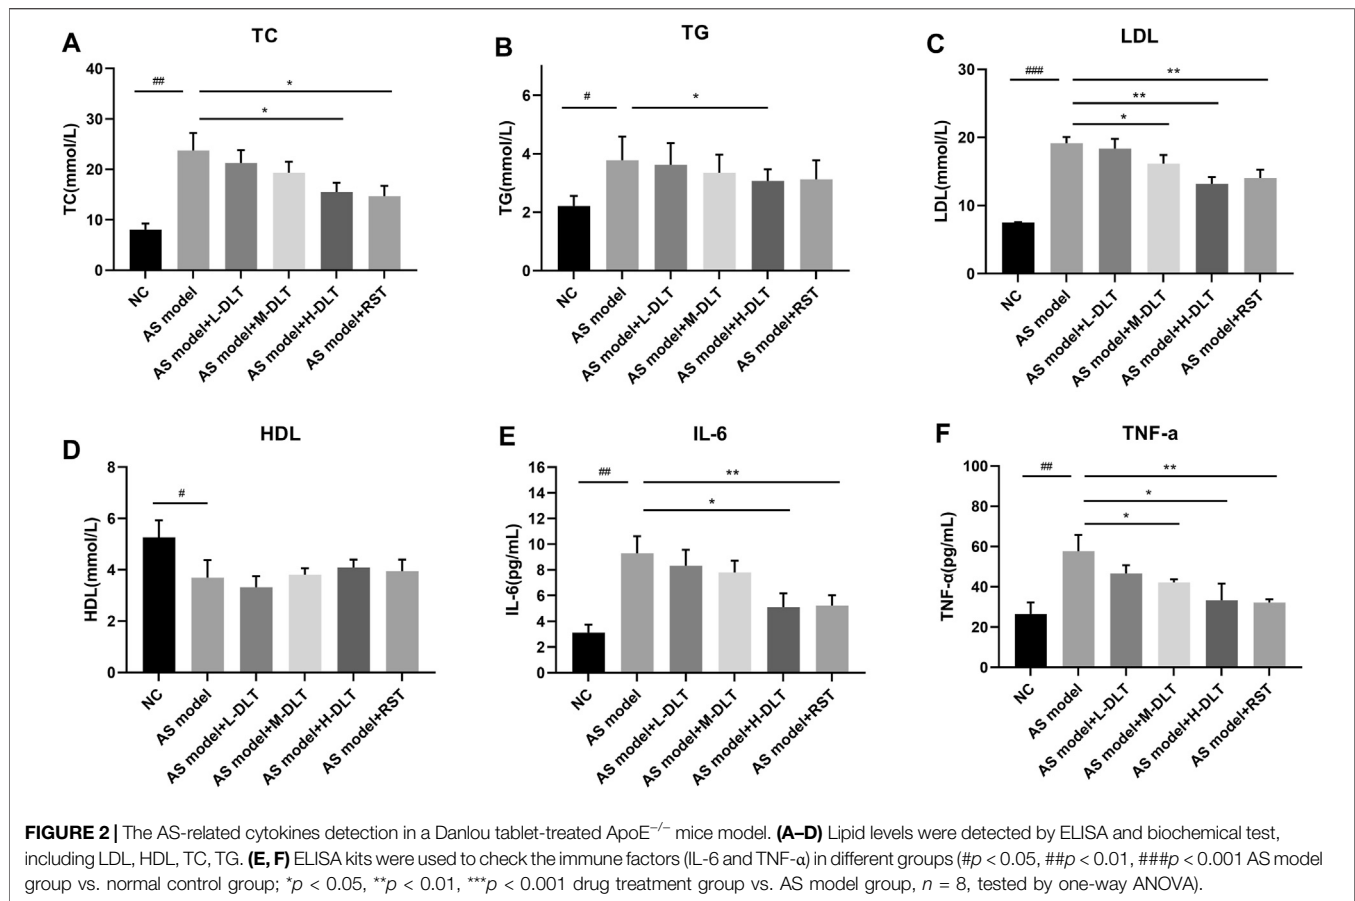 A
TC
##
*
*
40
30
20
10
0
TC(mmol/L)
NC
AS model
AS model+L-DLT
AS model+M-DLT
AS model+H-DLT
AS model+RST
B
TG
#
*
6
4
2
0
TG(mmol/L)
NC
AS model
AS model+L-DLT
AS model+M-DLT
AS model+H-DLT
AS model+RST
C
LDL
###
**
**
*
30
20
10
0
LDL(mmol/L)
NC
AS model
AS model+L-DLT
AS model+M-DLT
AS model+H-DLT
AS model+RST
D
HDL
#
8
6
4
2
0
HDL(mmol/L)
NC
AS model
AS model+L-DLT
AS model+M-DLT
AS model+H-DLT
AS model+RST
E
IL-6
##
**
*
16
14
12
10
8
6
4
2
0
IL-6(pg/mL)
NC
AS model
AS model+L-DLT
AS model+M-DLT
AS model+H-DLT
AS model+RST
F
TNF-a
##
**
*
*
100
80
60
40
20
0
TNF-α(pg/mL)
NC
AS model
AS model+L-DLT
AS model+M-DLT
AS model+H-DLT
AS model+RST
FIGURE 2 | The AS-related cytokines detection in a Danlou tablet-treated ApoE−/− mice model. (A–D) Lipid levels were detected by ELISA and biochemical test,
including LDL, HDL, TC, TG. (E, F) ELISA kits were used to check the immune factors (IL-6 and TNF-α) in different groups (#p < 0.05, ##p < 0.01, ###p < 0.001 AS model
group vs. normal control group; *p < 0.05, **p < 0.01, ***p < 0.001 drug treatment group vs. AS model group, n = 8, tested by one-way ANOVA).